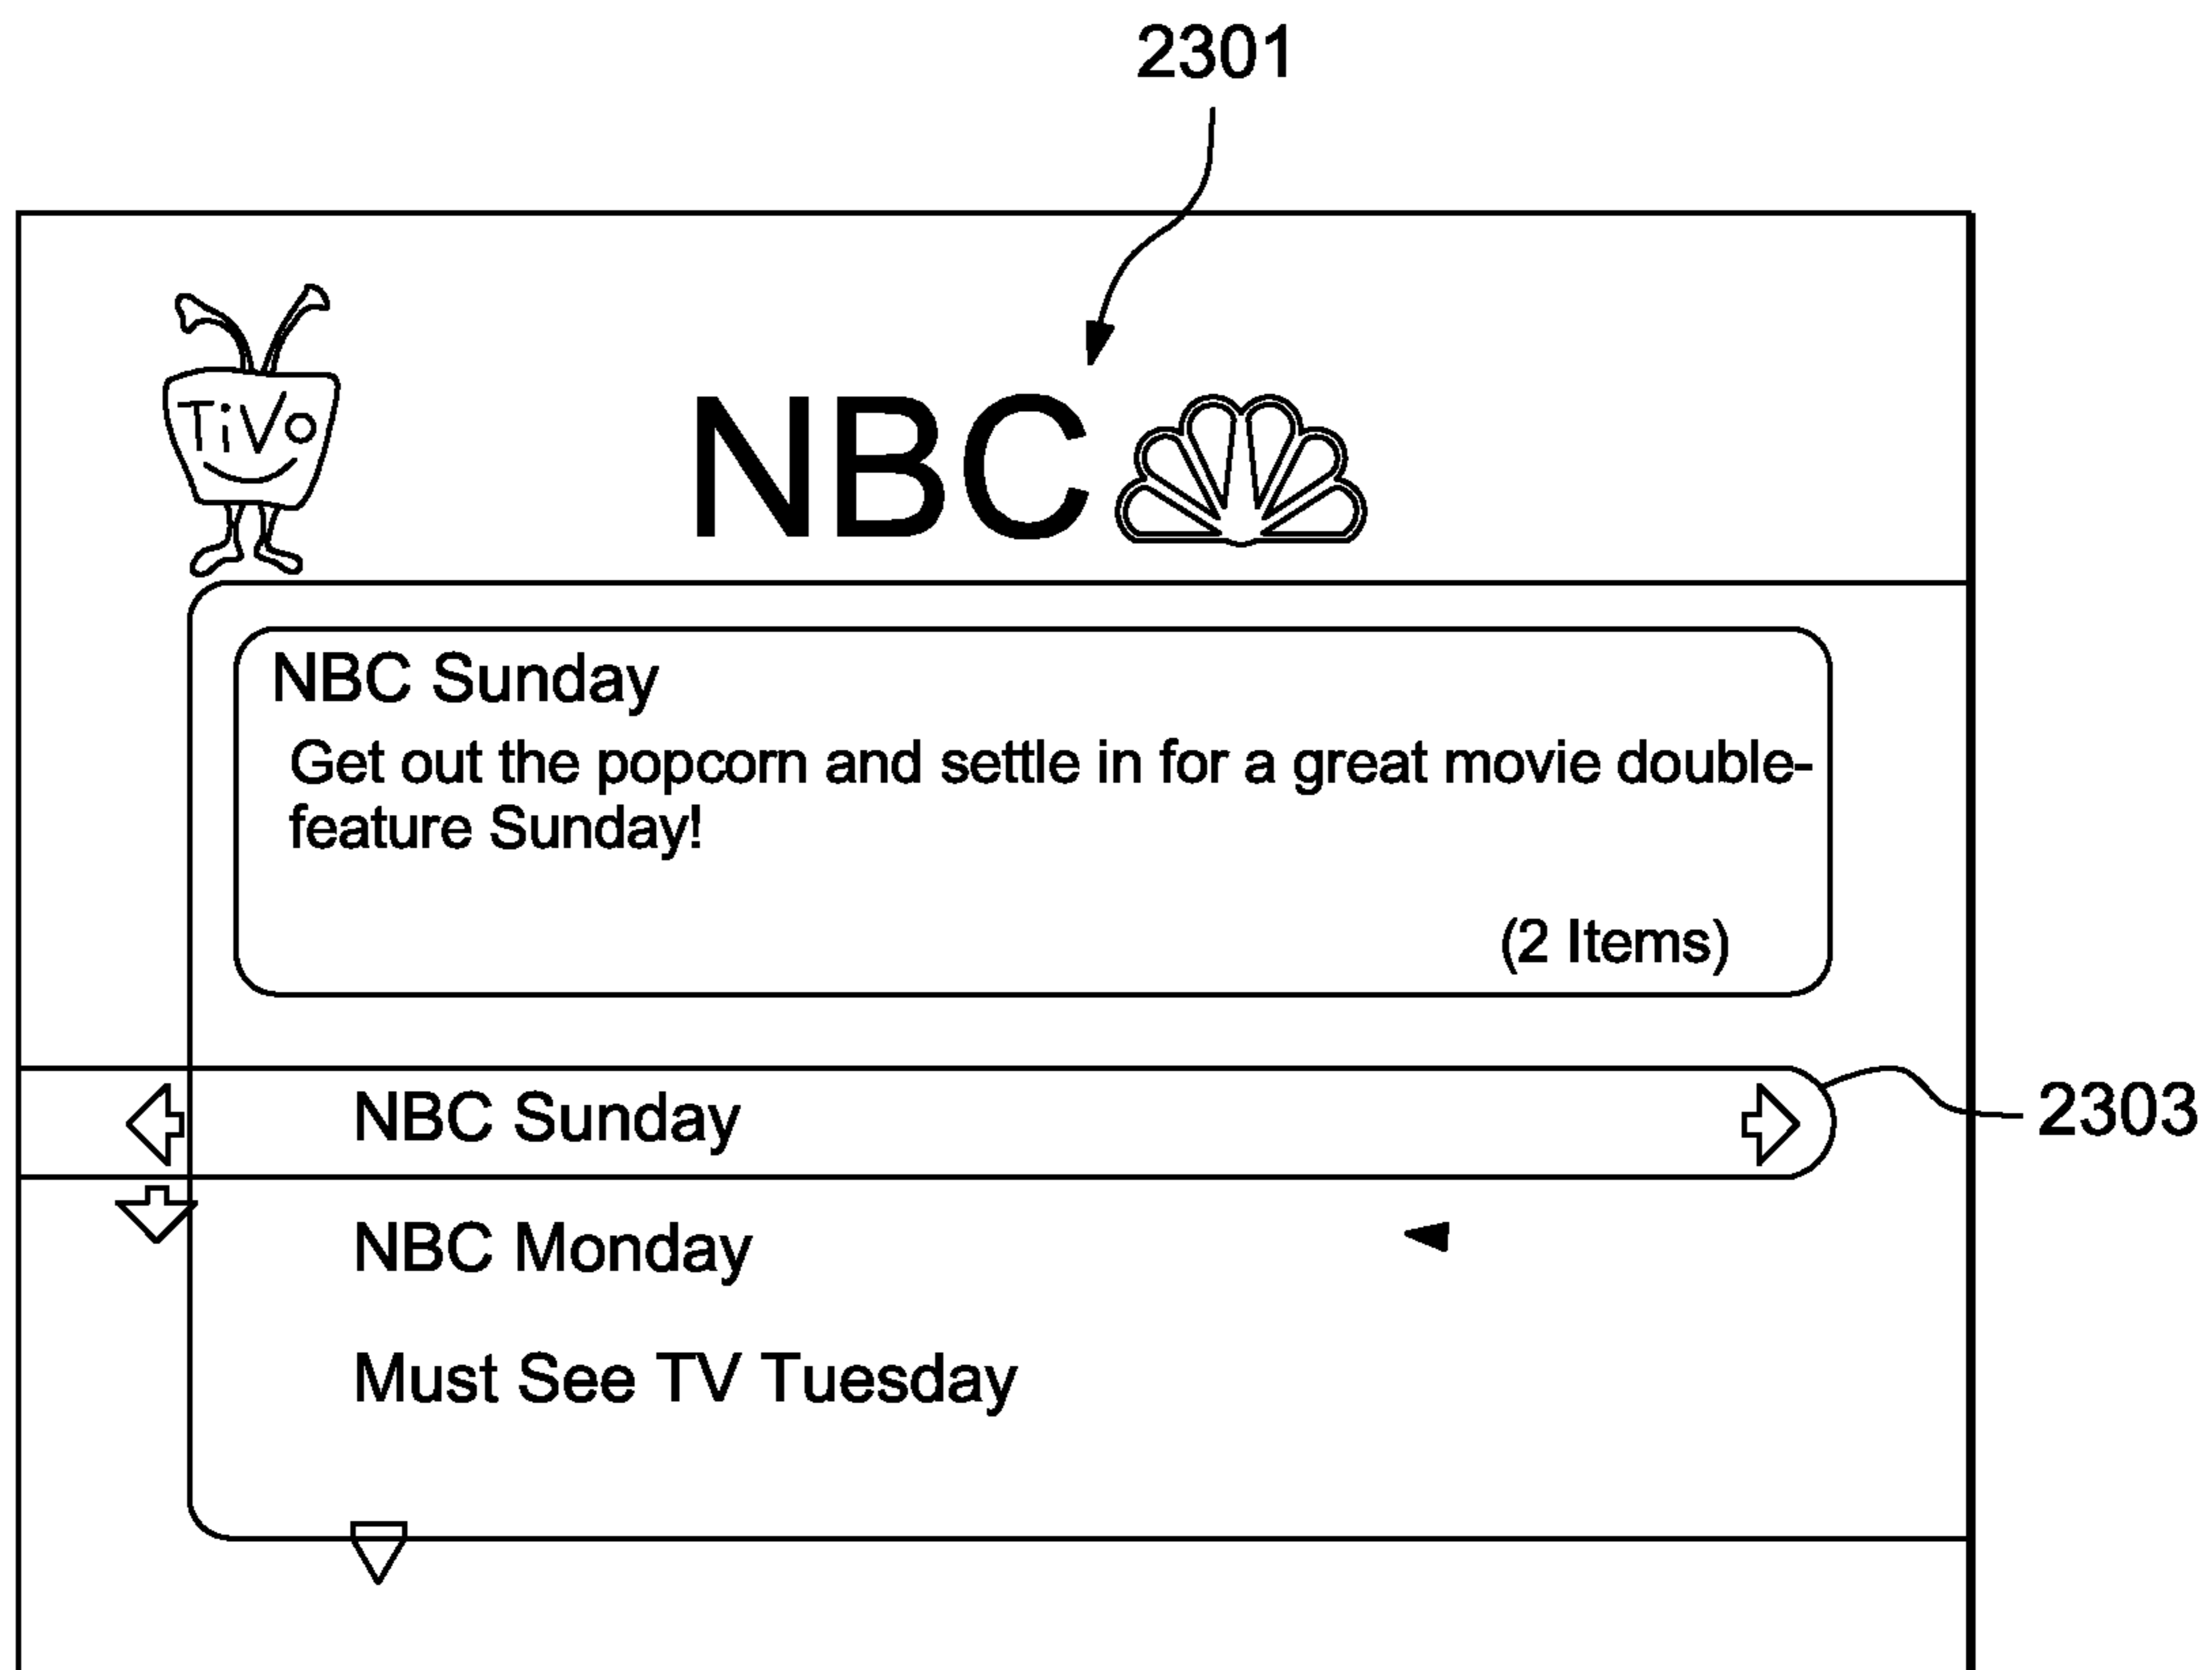 2301
TiVo
NBC
NBC Sunday
Get out the popcorn and settle in for a great movie double-
feature Sunday!
(2 Items)
NBC Sunday
2303
NBC Monday
Must See TV Tuesday